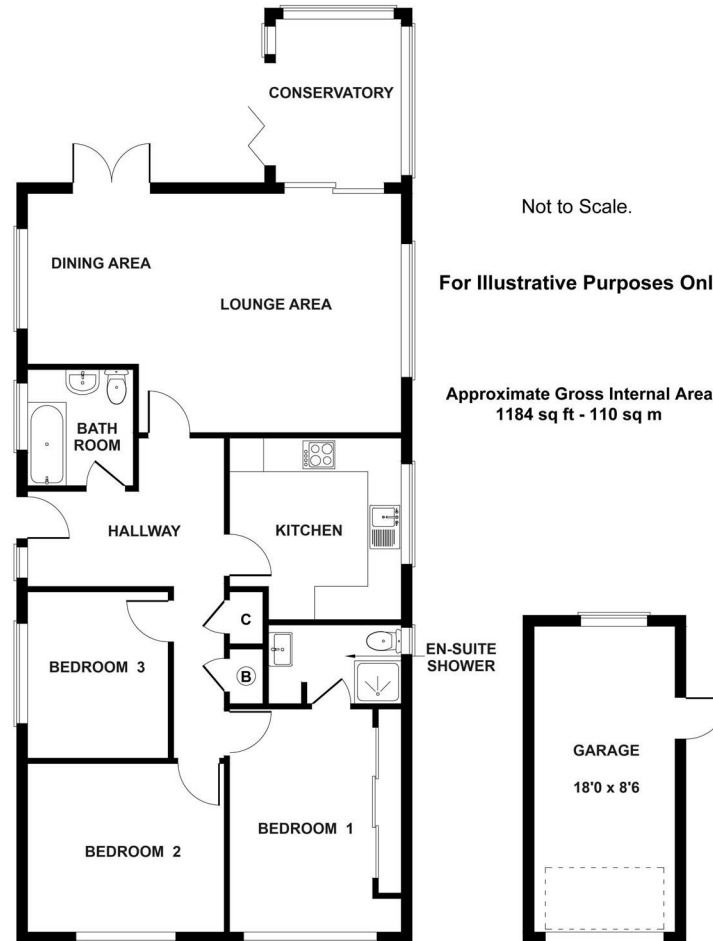 CONSERVATORY
Not to Scale.
DINING AREA
For Illustrative Purposes Onl
LOUNGE AREA
Approximate Gross Internal Area
1184 sq ft - 110 sq m
BATH
ROOM
HALLWAY
KITCHEN
C
B
EN-SUITE
SHOWER
BEDROOM 3
GARAGE
18'0 x 8'6
BEDROOM 1
BEDROOM 2